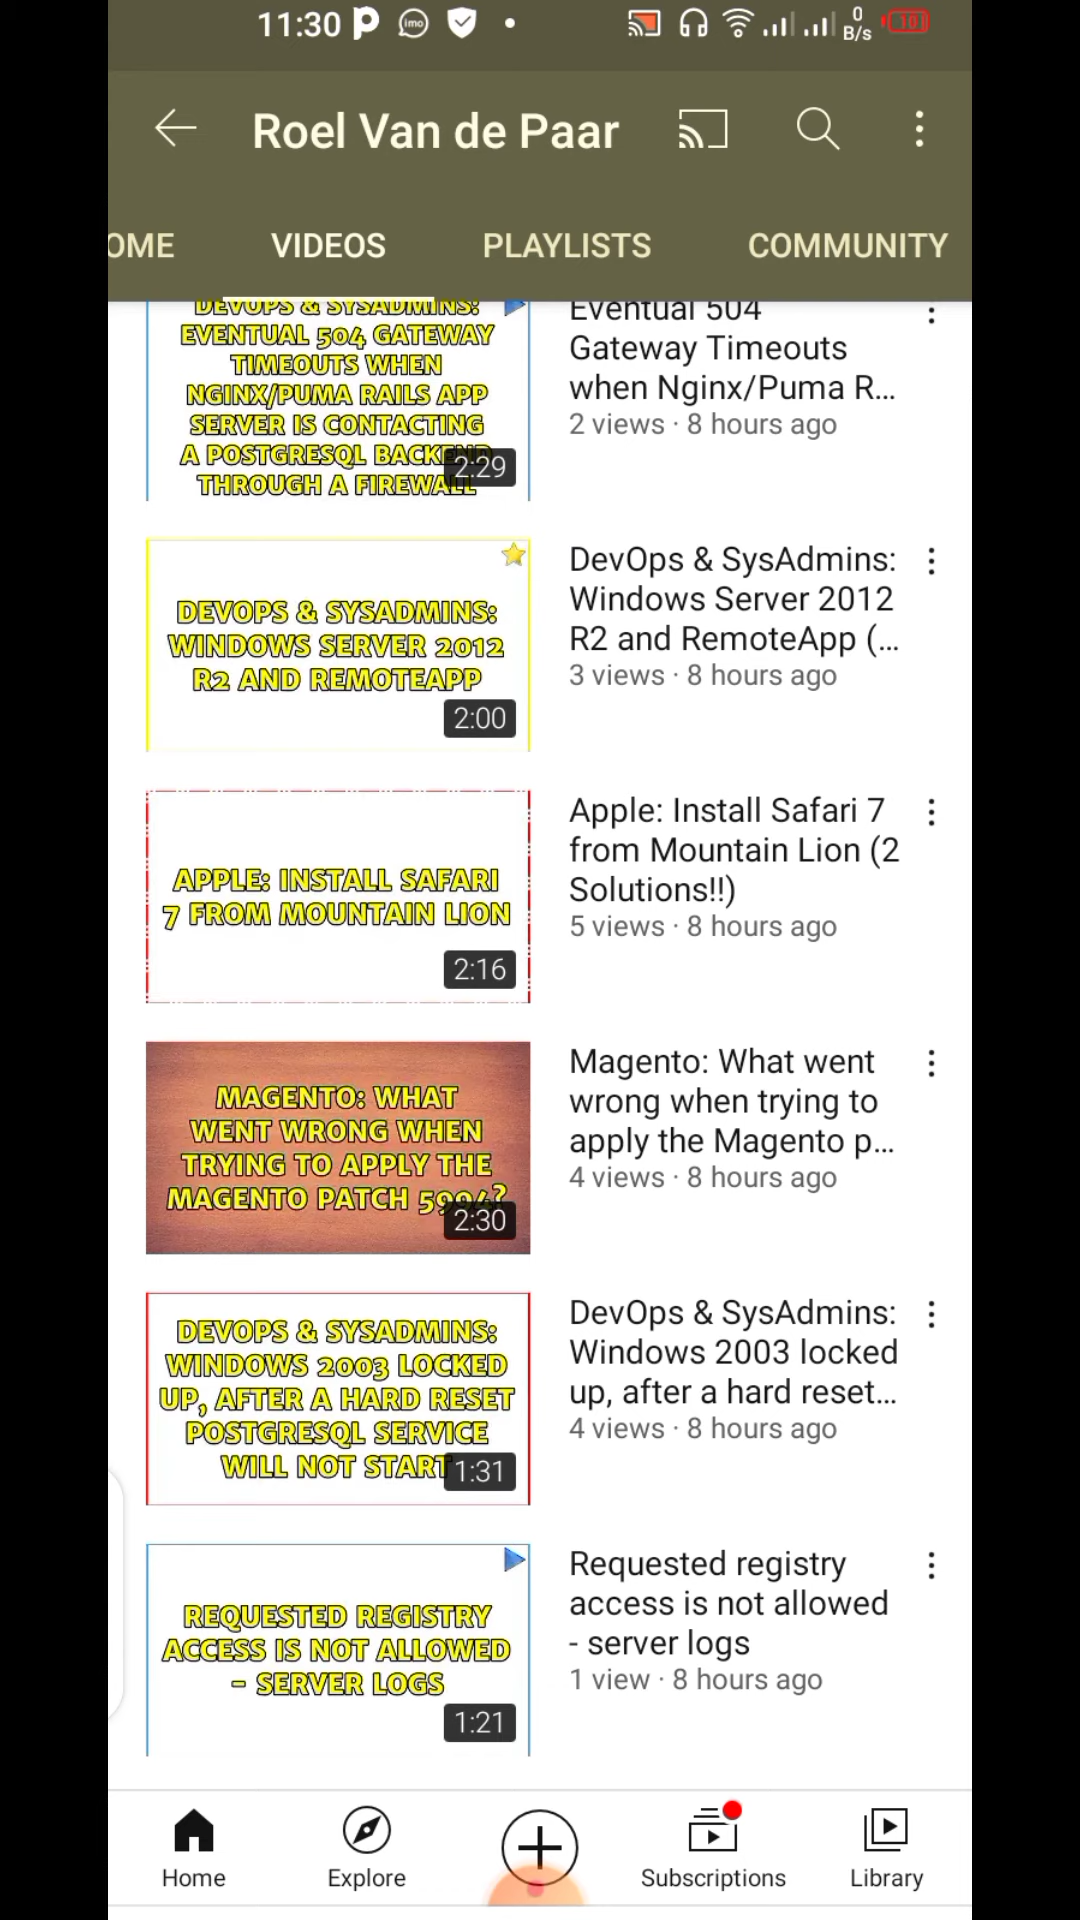 11:30
imo
0
B/s
10
Roel Van de Paar
OME
VIDEOS
PLAYLISTS
COMMUNITY
DEVOPS & SYSADMINS:
EVENTUAL 504 GATEWAY
TIMEOUTS WHEN
NGINX/PUMA RAILS APP
SERVER IS CONTACTING
A POSTGRESQL BACKEND
THROUGH A FIREWALL
2:29
Eventual 504
Gateway Timeouts
when Nginx/Puma R...
2 views · 8 hours ago
DEVOPS & SYSADMINS:
WINDOWS SERVER 2012
R2 AND REMOTEAPP
2:00
DevOps & SysAdmins:
Windows Server 2012
R2 and RemoteApp (...
3 views · 8 hours ago
APPLE: INSTALL SAFARI
7 FROM MOUNTAIN LION
2:16
Apple: Install Safari 7
from Mountain Lion (2
Solutions!!)
5 views · 8 hours ago
MAGENTO: WHAT
WENT WRONG WHEN
TRYING TO APPLY THE
MAGENTO PATCH 5994?
2:30
Magento: What went
wrong when trying to
apply the Magento p...
4 views · 8 hours ago
DEVOPS & SYSADMINS:
WINDOWS 2003 LOCKED
UP, AFTER A HARD RESET
POSTGRESQL SERVICE
WILL NOT START
1:31
DevOps & SysAdmins:
Windows 2003 locked
up, after a hard reset...
4 views · 8 hours ago
REQUESTED REGISTRY
ACCESS IS NOT ALLOWED
- SERVER LOGS
1:21
Requested registry
access is not allowed
- server logs
1 view · 8 hours ago
Home
Explore
Subscriptions
Library